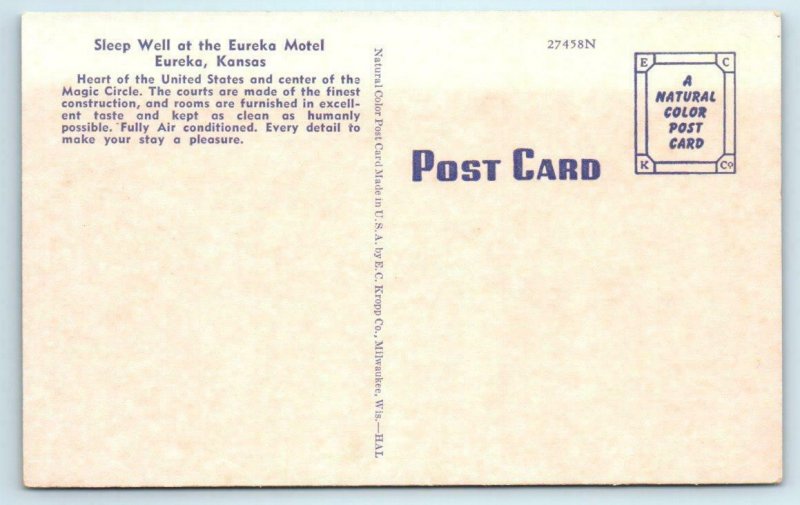 Sleep Well at the Eureka Motel
Eureka, Kansas
Heart of the United States and center of the
Magic Circle. The courts are made of the finest
construction, and rooms are furnished in excell-
ent taste and kept as clean as humanly
possible. Fully Air conditioned. Every detail to
make your stay a pleasure.
Natural Color Post Card Made in U. S. A. by E. C. Kropp Co., Milwaukee, Wis.—HAL
27458N
POST CARD
E C
A
NATURAL
COLOR
POST
CARD
K Co